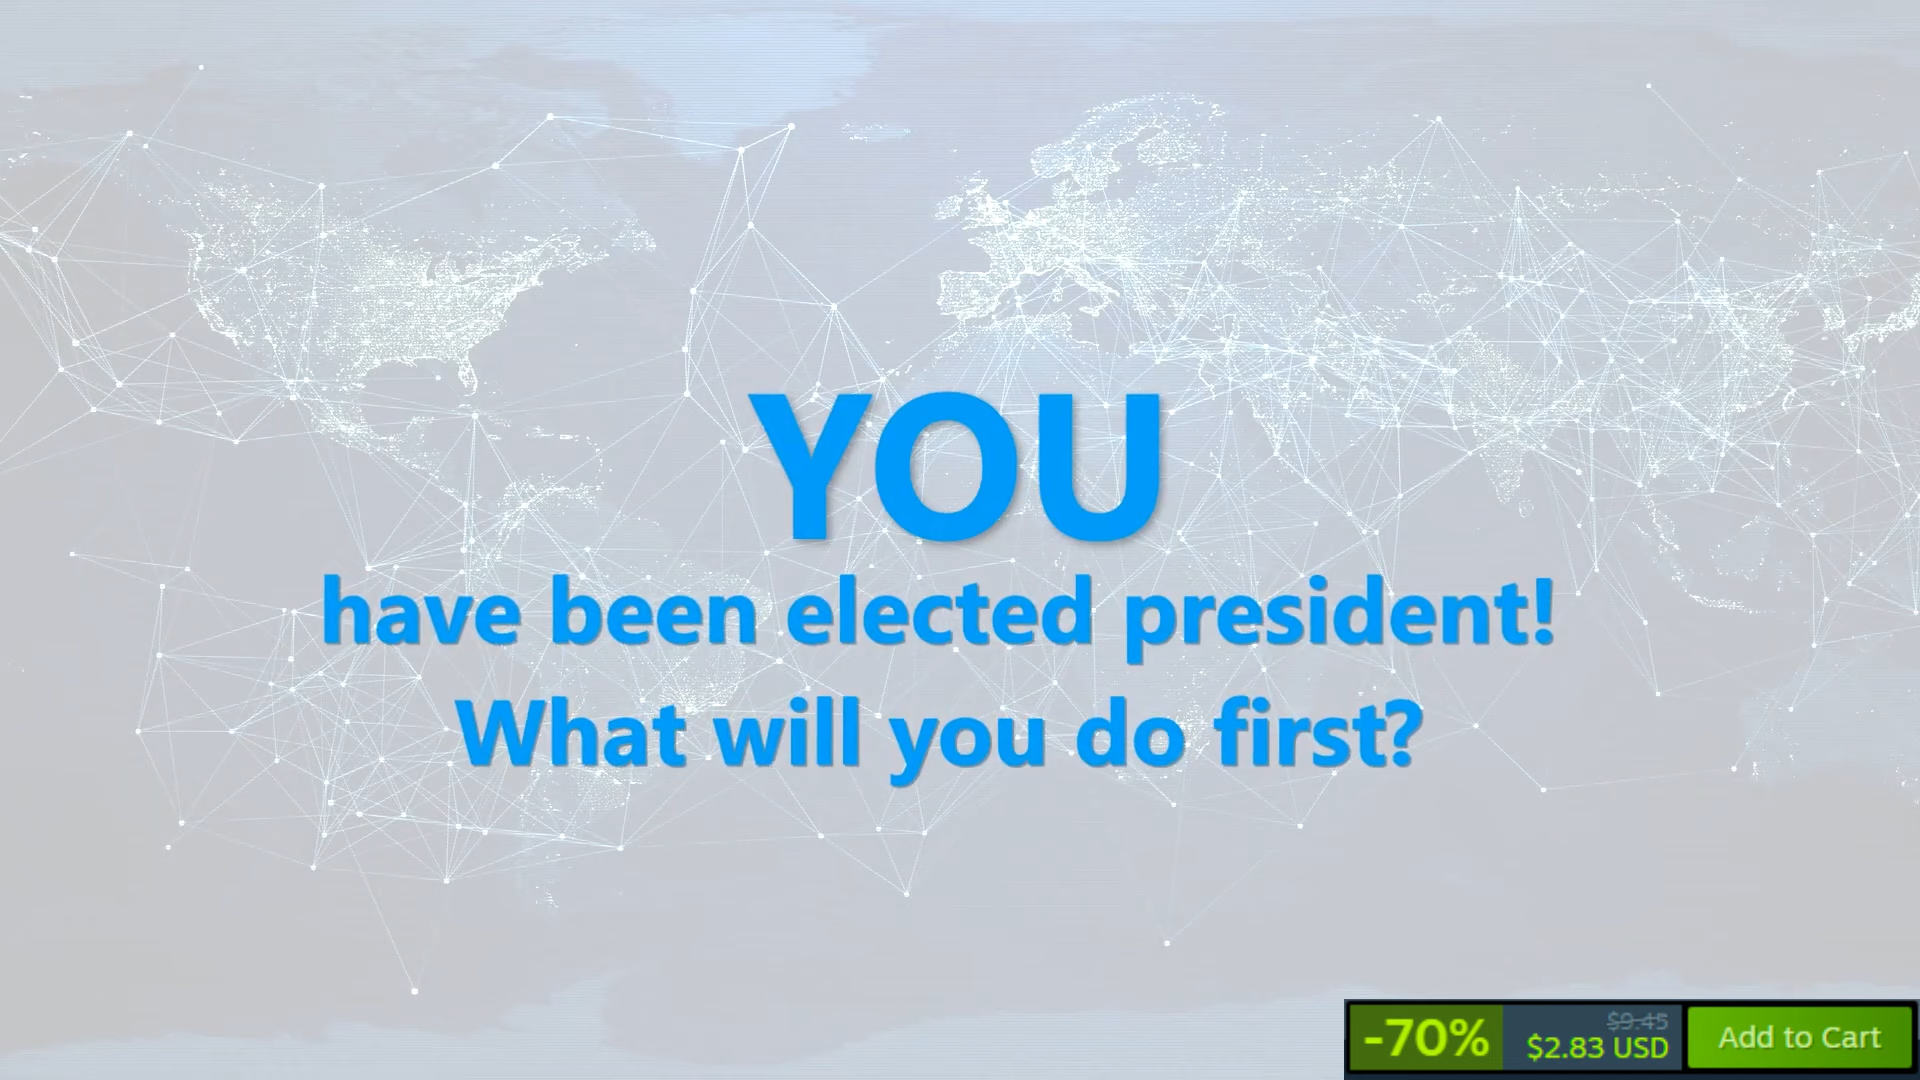 YOU
have been elected president!
What will you do first?
-70%
$9.45
$2.83 USD
Add to Cart